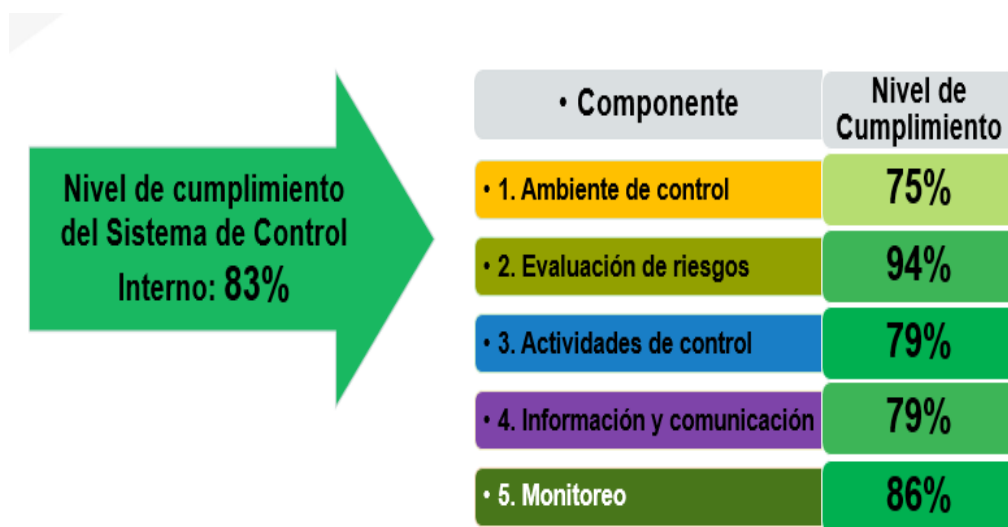 Nivel de cumplimiento
del Sistema de Control
Interno: 83%
• Componente
Nivel de
Cumplimiento
• 1. Ambiente de control
75%
• 2. Evaluación de riesgos
94%
• 3. Actividades de control
79%
• 4. Información y comunicación
79%
• 5. Monitoreo
86%